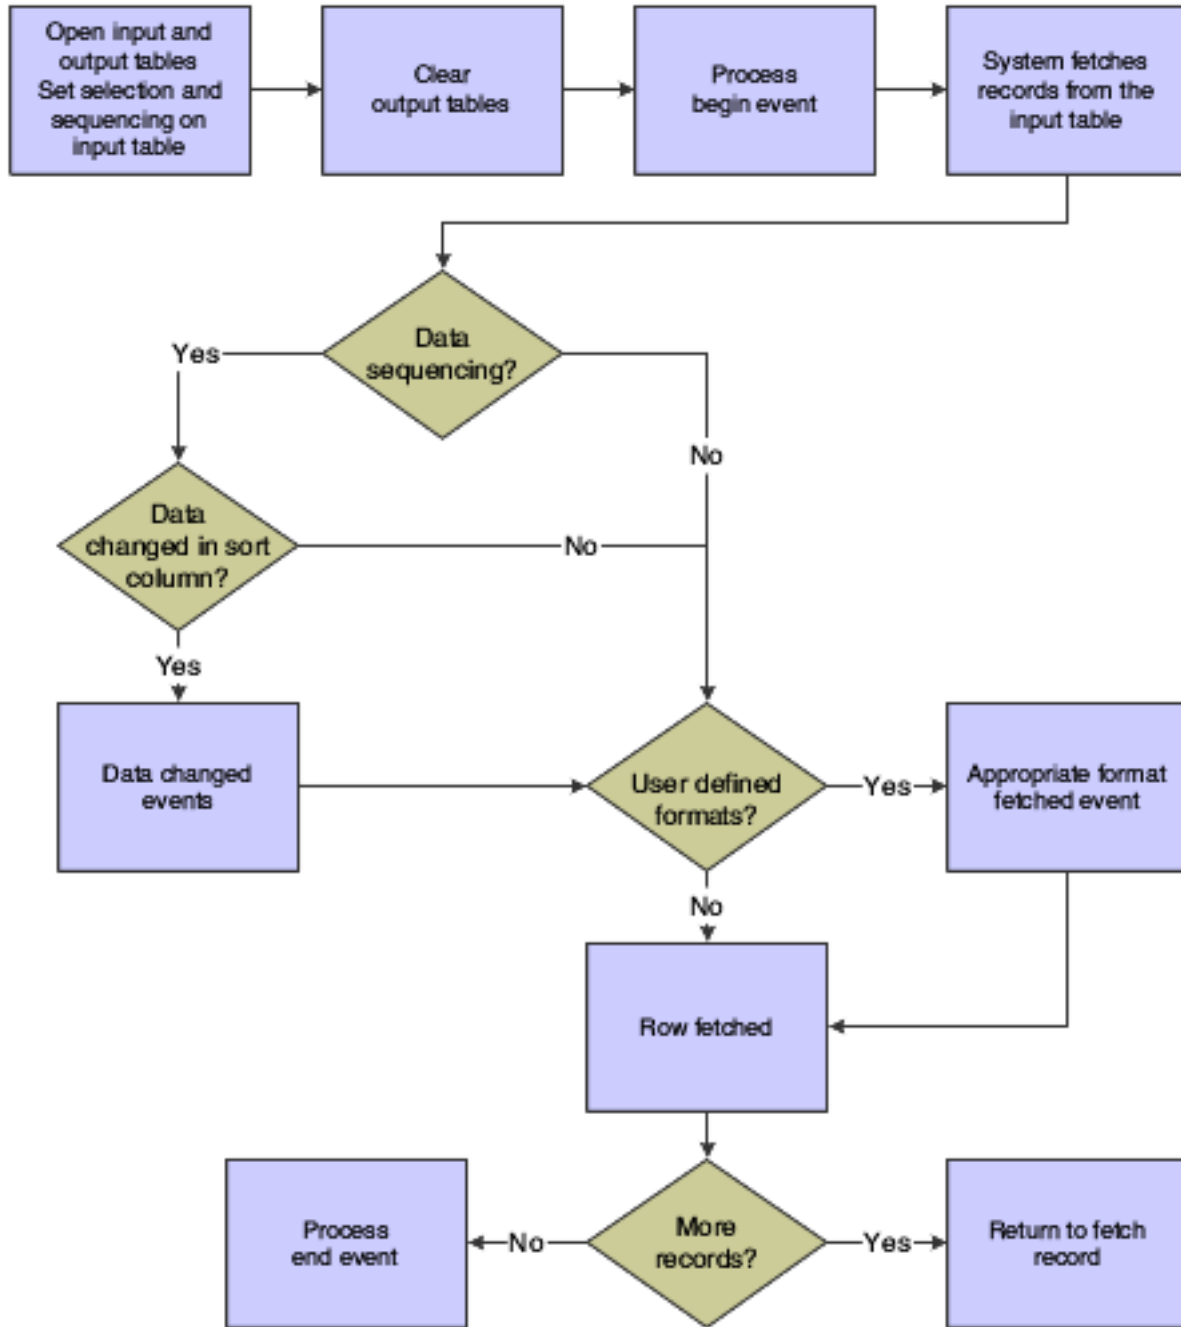 Open input and
output tables
Set selection and
sequencing on
input table
Clear
output tables
Process
begin event
System fetches
records from the
input table
Data
sequencing?
Yes
No
Data
changed in sort
column?
No
Yes
Data changed
events
User defined
formats?
Yes
Appropriate format
fetched event
No
Row fetched
More
records?
No
Process
end event
Yes
Return to fetch
record